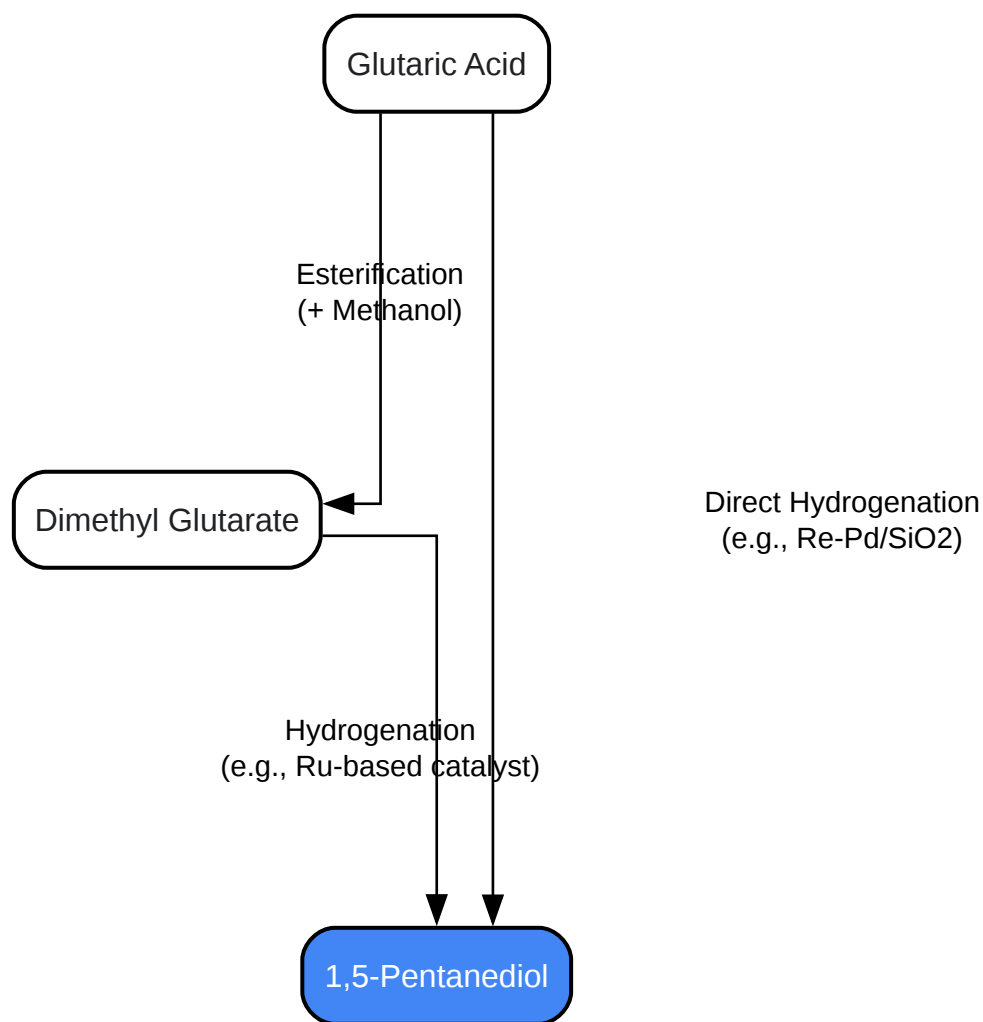 Glutaric Acid
Esterification
(+ Methanol)
Dimethyl Glutarate
Direct Hydrogenation
(e.g., Re-Pd/SiO2)
Hydrogenation
(e.g., Ru-based catalyst)
1,5-Pentanediol